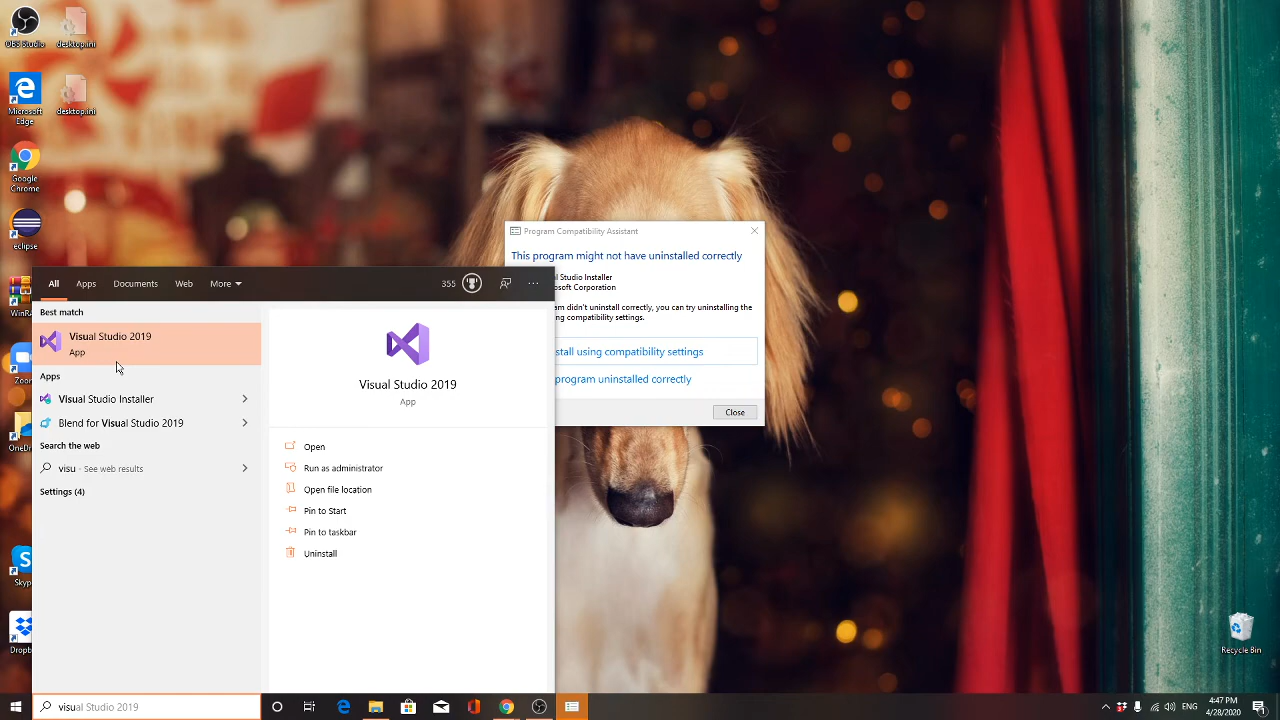 OBS Studio
desktop.ini
Microsoft
Edge
desktop.ini
Google
Chrome
eclipse
Program Compatibility Assistant
This program might not have uninstalled correctly
l Studio Installer
osoft Corporation
am didn't uninstall correctly, you can try uninstalling the
ng compatibility settings.
stall using compatibility settings
program uninstalled correctly
Close
All
Apps
Documents
Web
More
355
Best match
Visual Studio 2019
App
Apps
Visual Studio Installer
Blend for Visual Studio 2019
Search the web
visu - See web results
Settings (4)
Visual Studio 2019
App
Open
Run as administrator
Open file location
Pin to Start
Pin to taskbar
Uninstall
WinRA
Zoon
OneDr
S
Dropb
Recycle Bin
visual Studio 2019
ENG
4:47 PM
4/28/2020